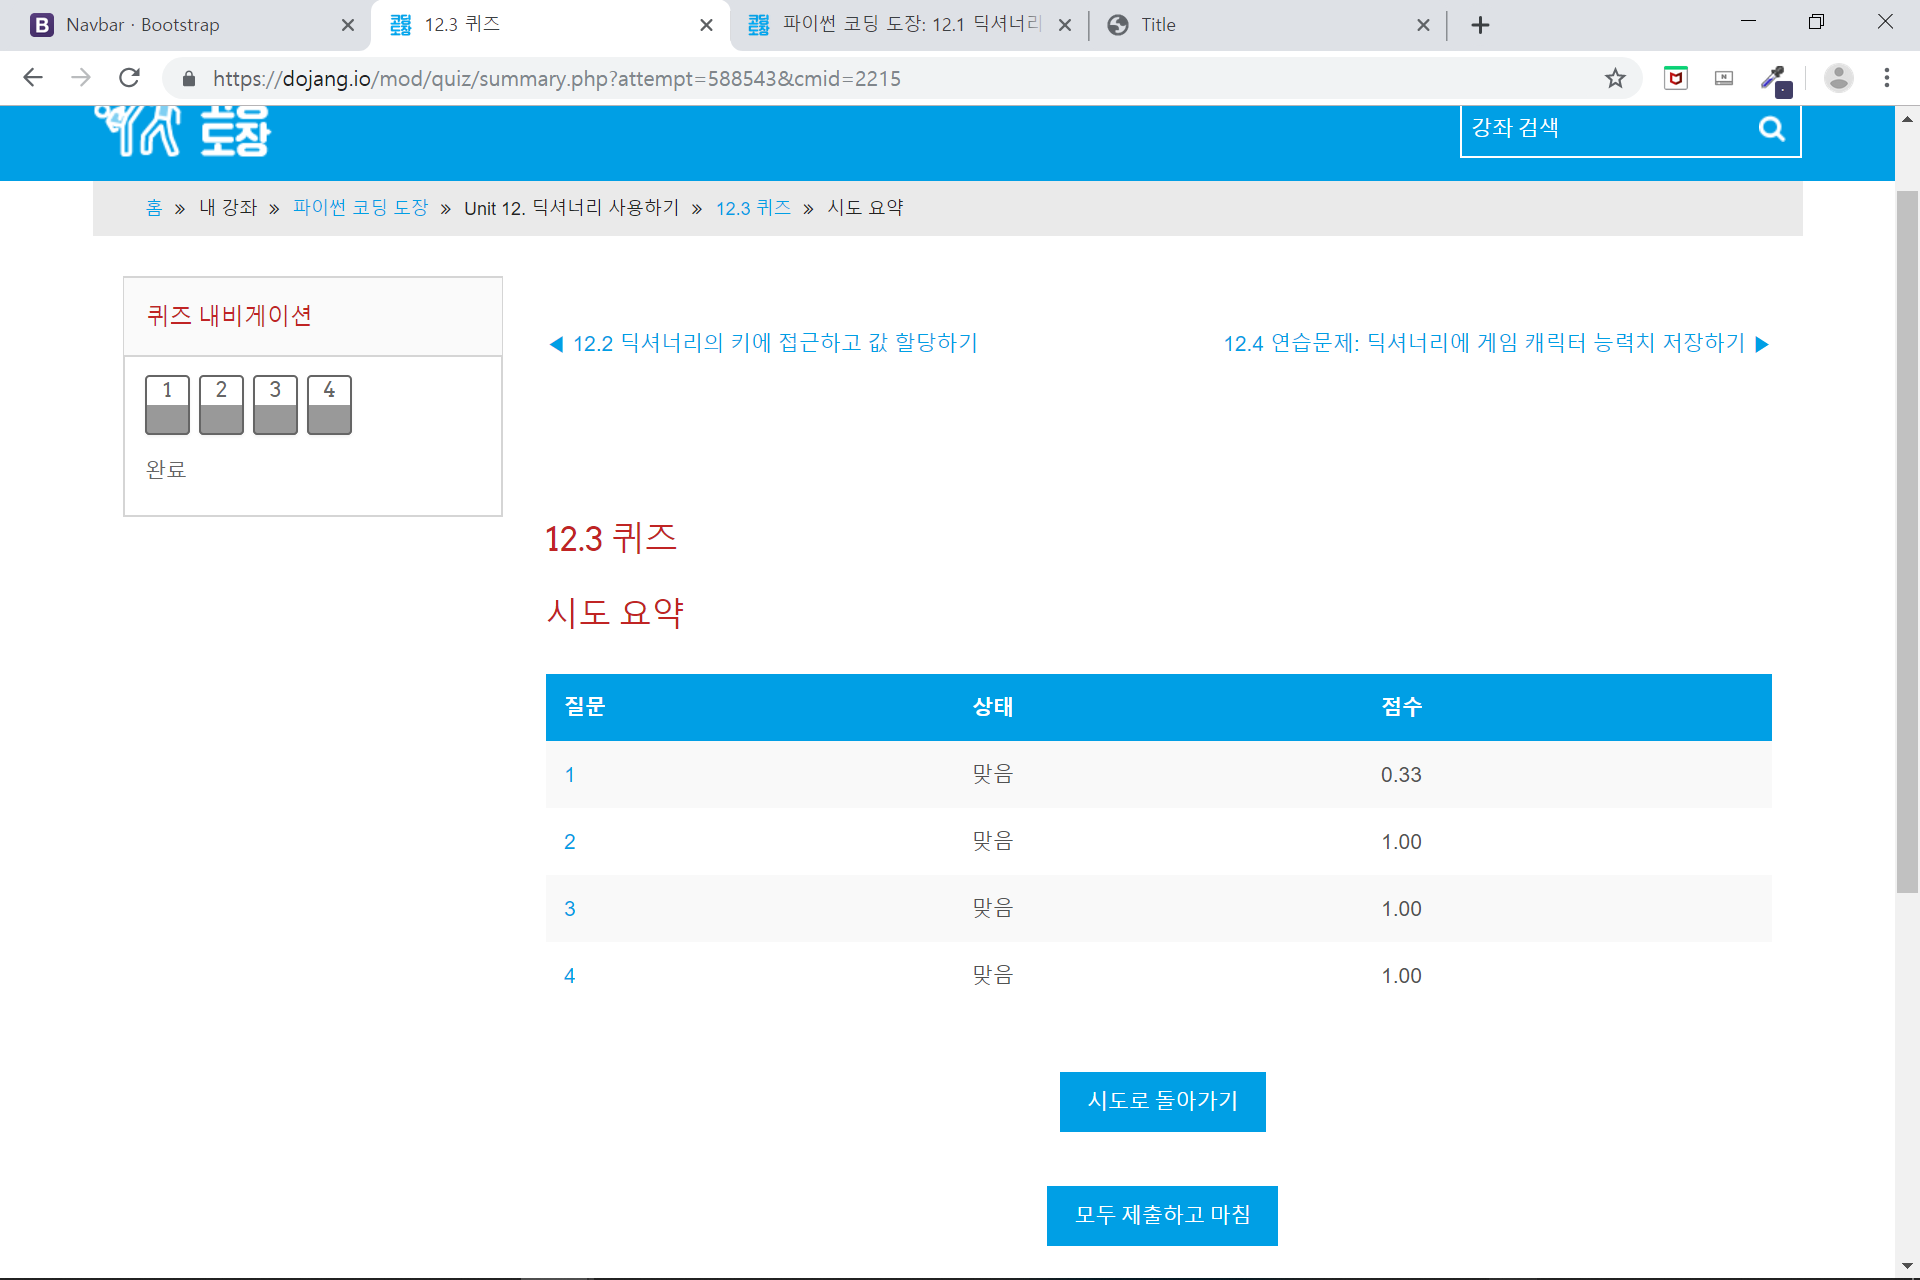 Navbar · Bootstrap
12.3 퀴즈
파이썬 코딩 도장: 12.1 딕셔너리
Title
https://dojang.io/mod/quiz/summary.php?attempt=588543&cmid=2215
도장
강좌 검색
홈 » 내 강좌 » 파이썬 코딩 도장 » Unit 12. 딕셔너리 사용하기 » 12.3 퀴즈 » 시도 요약
퀴즈 내비게이션
1 2 3 4
완료
◀ 12.2 딕셔너리의 키에 접근하고 값 할당하기
12.4 연습문제: 딕셔너리에 게임 캐릭터 능력치 저장하기 ▶
12.3 퀴즈
시도 요약
질문 상태 점수
1 맞음 0.33
2 맞음 1.00
3 맞음 1.00
4 맞음 1.00
시도로 돌아가기
모두 제출하고 마침